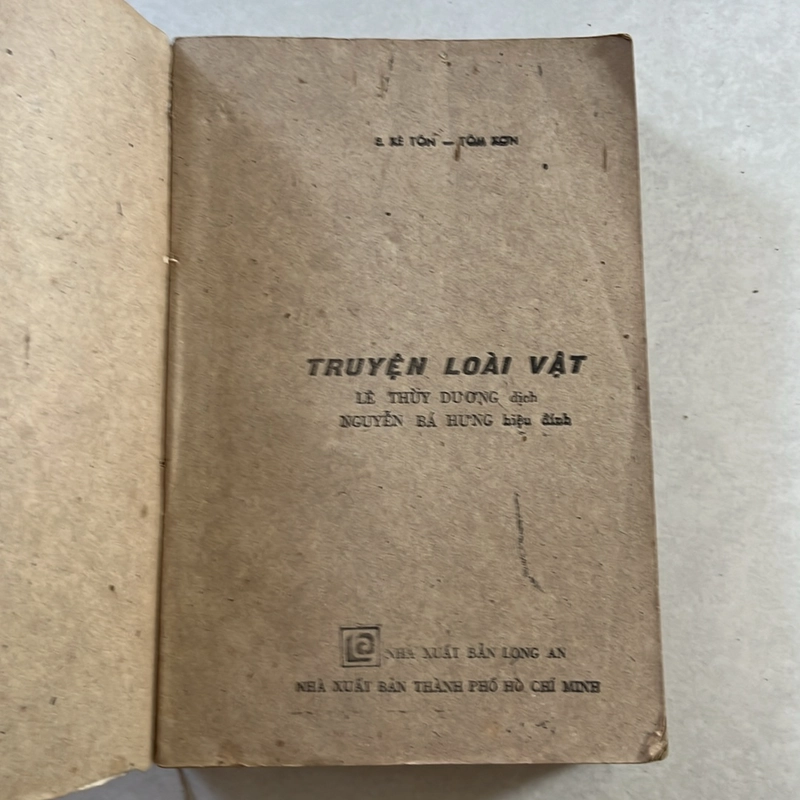 E. XÊ TÔN — TÔM XƠN
TRUYỆN LOÀI VẬT
LÊ THÙY DƯƠNG dịch
NGUYỄN BÁ HƯNG hiệu đính
NHÀ XUẤT BẢN LONG AN
NHÀ XUẤT BẢN THÀNH PHỐ HỒ CHÍ MINH